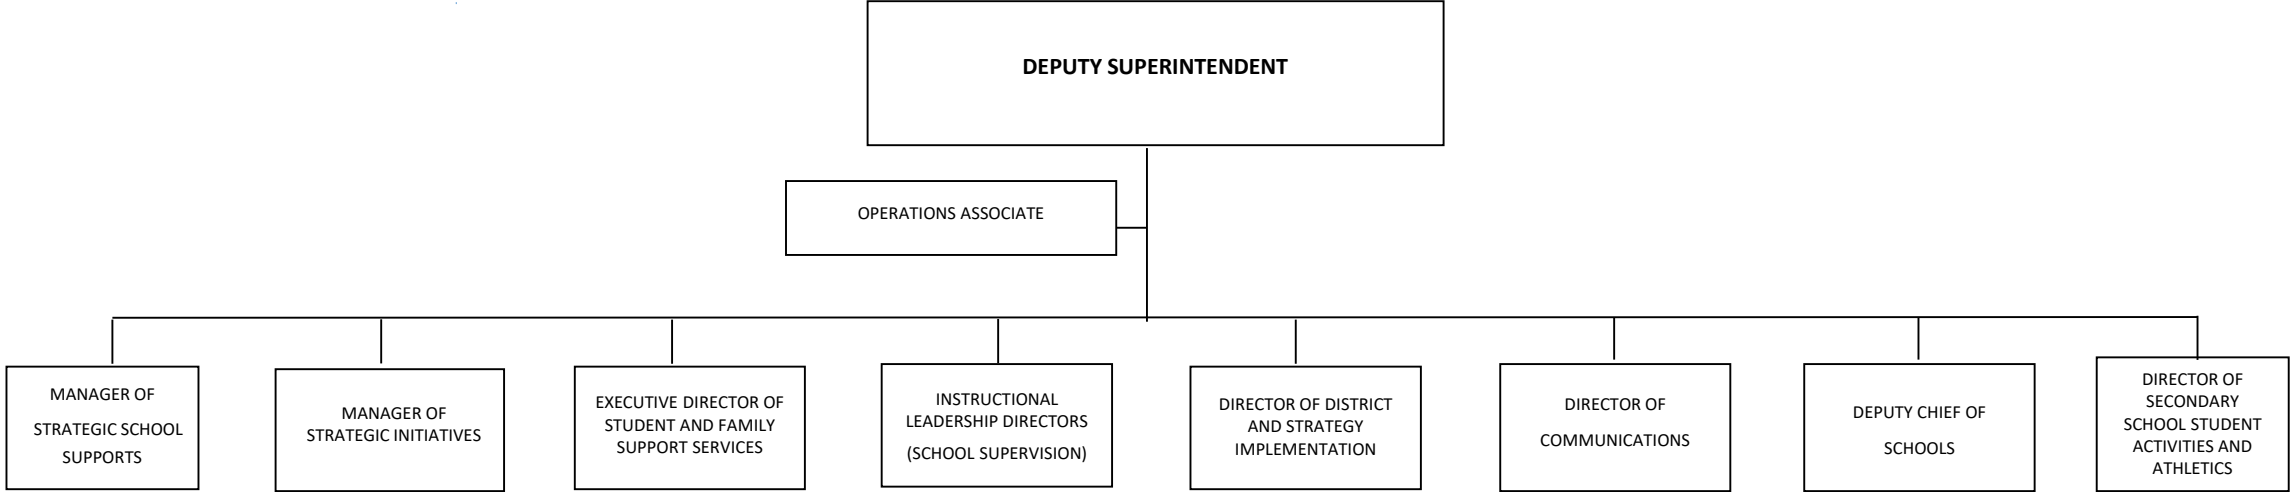 DEPUTY SUPERINTENDENT
OPERATIONS ASSOCIATE
MANAGER OF
STRATEGIC SCHOOL
SUPPORTS
MANAGER OF
STRATEGIC INITIATIVES
EXECUTIVE DIRECTOR OF
STUDENT AND FAMILY
SUPPORT SERVICES
INSTRUCTIONAL
LEADERSHIP DIRECTORS
(SCHOOL SUPERVISION)
DIRECTOR OF DISTRICT
AND STRATEGY
IMPLEMENTATION
DIRECTOR OF
COMMUNICATIONS
DEPUTY CHIEF OF
SCHOOLS
DIRECTOR OF
SECONDARY
SCHOOL STUDENT
ACTIVITIES AND
ATHLETICS